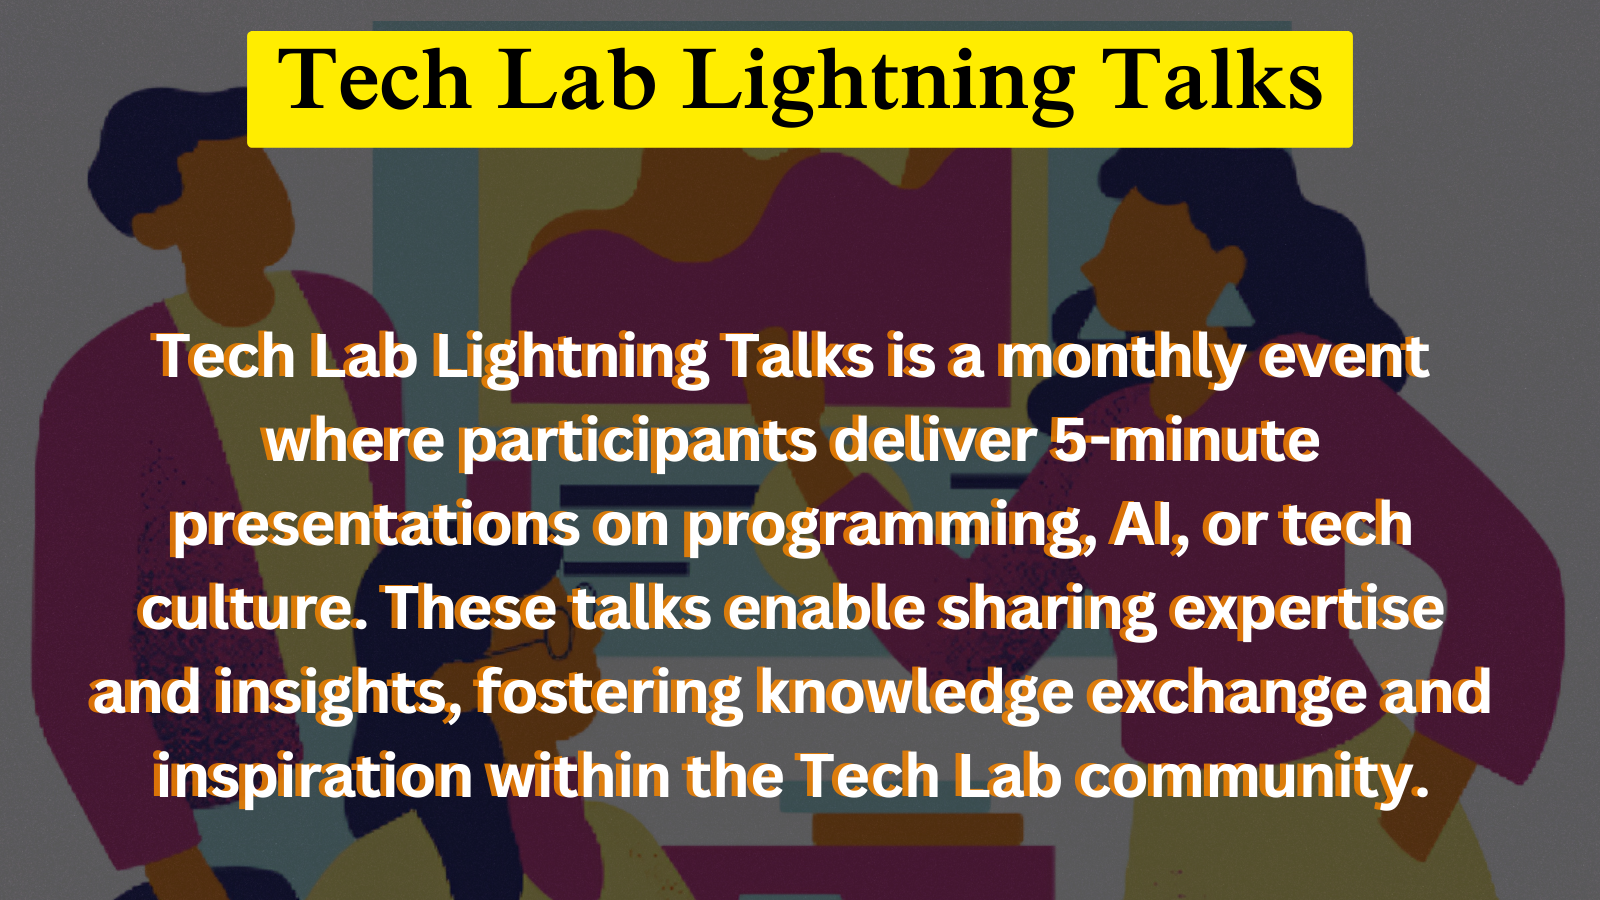 Tech Lab Lightning Talks
Tech Lab Lightning Talks is a monthly event
where participants deliver 5-minute
presentations on programming, AI, or tech
culture. These talks enable sharing expertise
and insights, fostering knowledge exchange and
inspiration within the Tech Lab community.